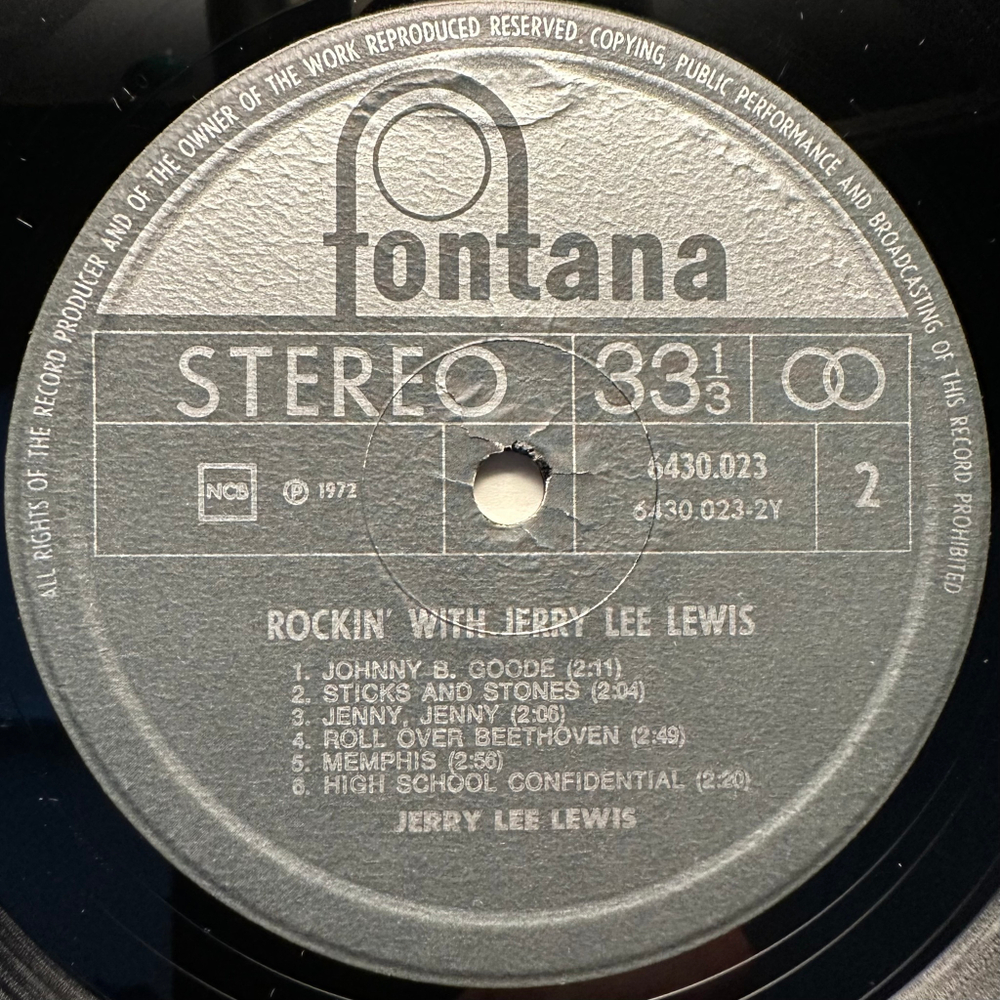 ALL RIGHTS OF THE RECORD PRODUCER AND OF THE OWNER OF THE WORK REPRODUCED RESERVED. COPYING, PUBLIC PERFORMANCE AND BROADCASTING OF THIS RECORD PROHIBITED
fontana
STEREO 33 1/3
NCB ℗ 1972 6430.023 2
6430.023-2Y
ROCKIN' WITH JERRY LEE LEWIS
1. JOHNNY B. GOODE (2:11)
2. STICKS AND STONES (2:04)
3. JENNY, JENNY (2:06)
4. ROLL OVER BEETHOVEN (2:49)
5. MEMPHIS (2:56)
6. HIGH SCHOOL CONFIDENTIAL (2:20)
JERRY LEE LEWIS